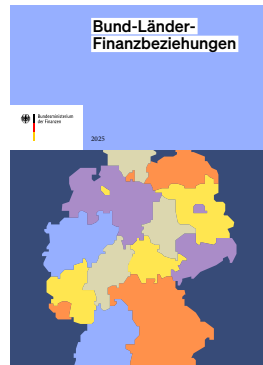 Bund-Länder-
Finanzbeziehungen
Bundesministerium
der Finanzen
2025